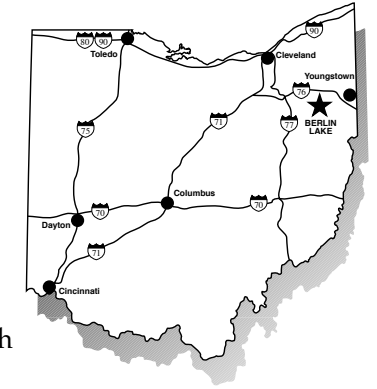 90
80 90
Toledo
Cleveland
Youngstown
76
75
71
77
BERLIN
LAKE
Columbus
70
70
Dayton
71
Cincinnati
h